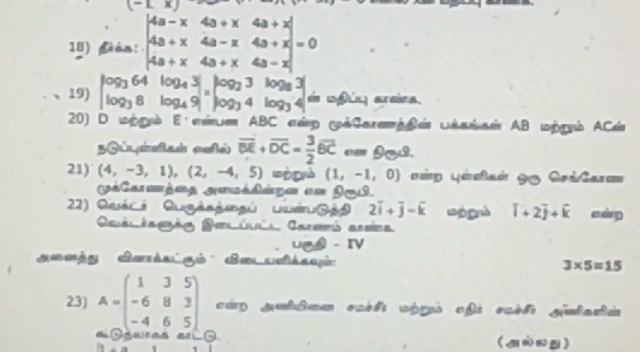 |4a-x 4a+x 4a+x|
18) தீர்க்க: |4a+x 4a-x 4a+x| = 0
|4a+x 4a+x 4a-x|
19) |log₃ 64 log₄ 3| × |log₂ 3 log₈ 3| ன் மதிப்பு காண்க.
|log₃ 8 log₄ 9| |log₃ 4 log₃ 4|
20) D மற்றும் E என்பன ABC என்ற முக்கோணத்தின் பக்கங்கள் AB மற்றும் ACன்
நடுப்புள்ளிகள் எனில் BE + DC = 3/2 BC என நிறுவி.
21) (4, -3, 1), (2, -4, 5) மற்றும் (1, -1, 0) என்ற புள்ளிகள் ஒரு செங்கோண
முக்கோணத்தை அமைக்கின்றன என நிறுவி.
22) வெக்டர் பெருக்கத்தைப் பயன்படுத்தி 2i + j - k மற்றும் i + 2j + k என்ற
வெக்டர்களுக்கு இடைப்பட்ட கோணம் காண்க.
பகுதி - IV
அனைத்து வினாக்கட்கும் விடையளிக்கவும்: 3×5=15
( 1 3 5)
23) A = (-6 8 3) என்ற அணியினை சமச்சீர் மற்றும் எதிர் சமச்சீர் அணிகளின்
(-4 6 5)
கூடுதலாகக் காட்டு.
(அல்லது)